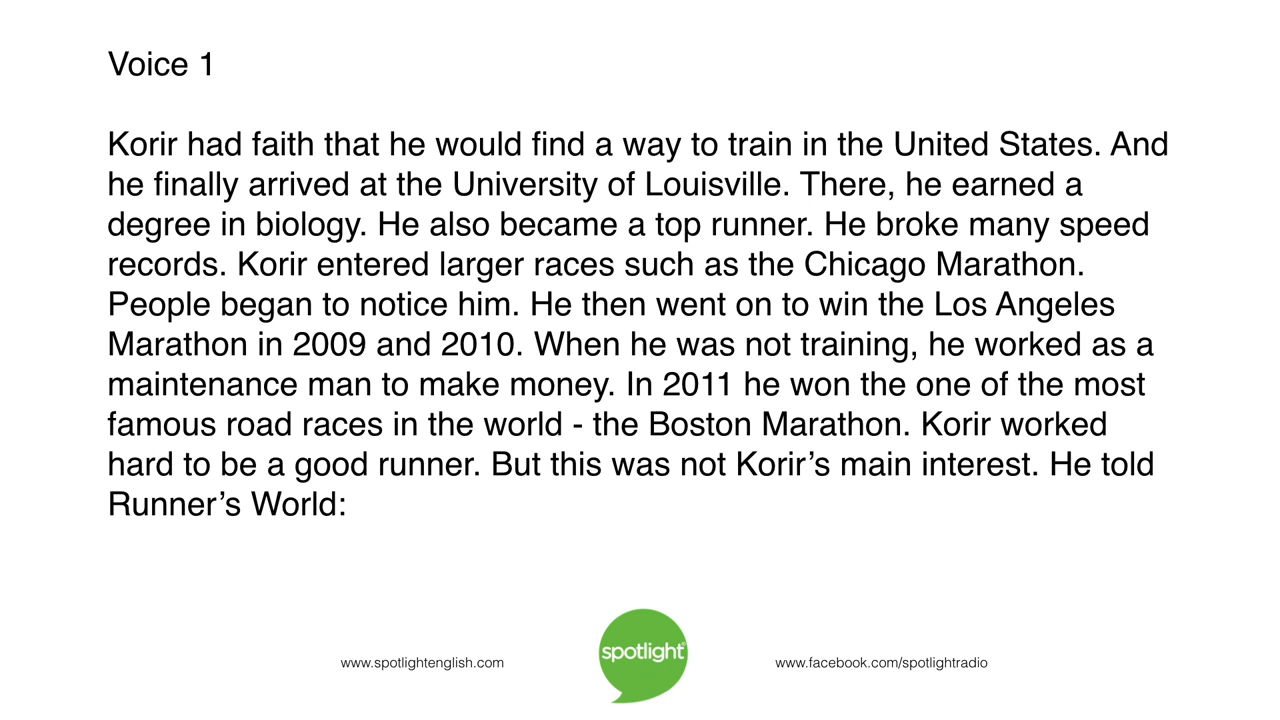 Voice 1
Korir had faith that he would find a way to train in the United States. And
he finally arrived at the University of Louisville. There, he earned a
degree in biology. He also became a top runner. He broke many speed
records. Korir entered larger races such as the Chicago Marathon.
People began to notice him. He then went on to win the Los Angeles
Marathon in 2009 and 2010. When he was not training, he worked as a
maintenance man to make money. In 2011 he won the one of the most
famous road races in the world - the Boston Marathon. Korir worked
hard to be a good runner. But this was not Korir’s main interest. He told
Runner’s World:
www.spotlightenglish.com
spotlight®
www.facebook.com/spotlightradio